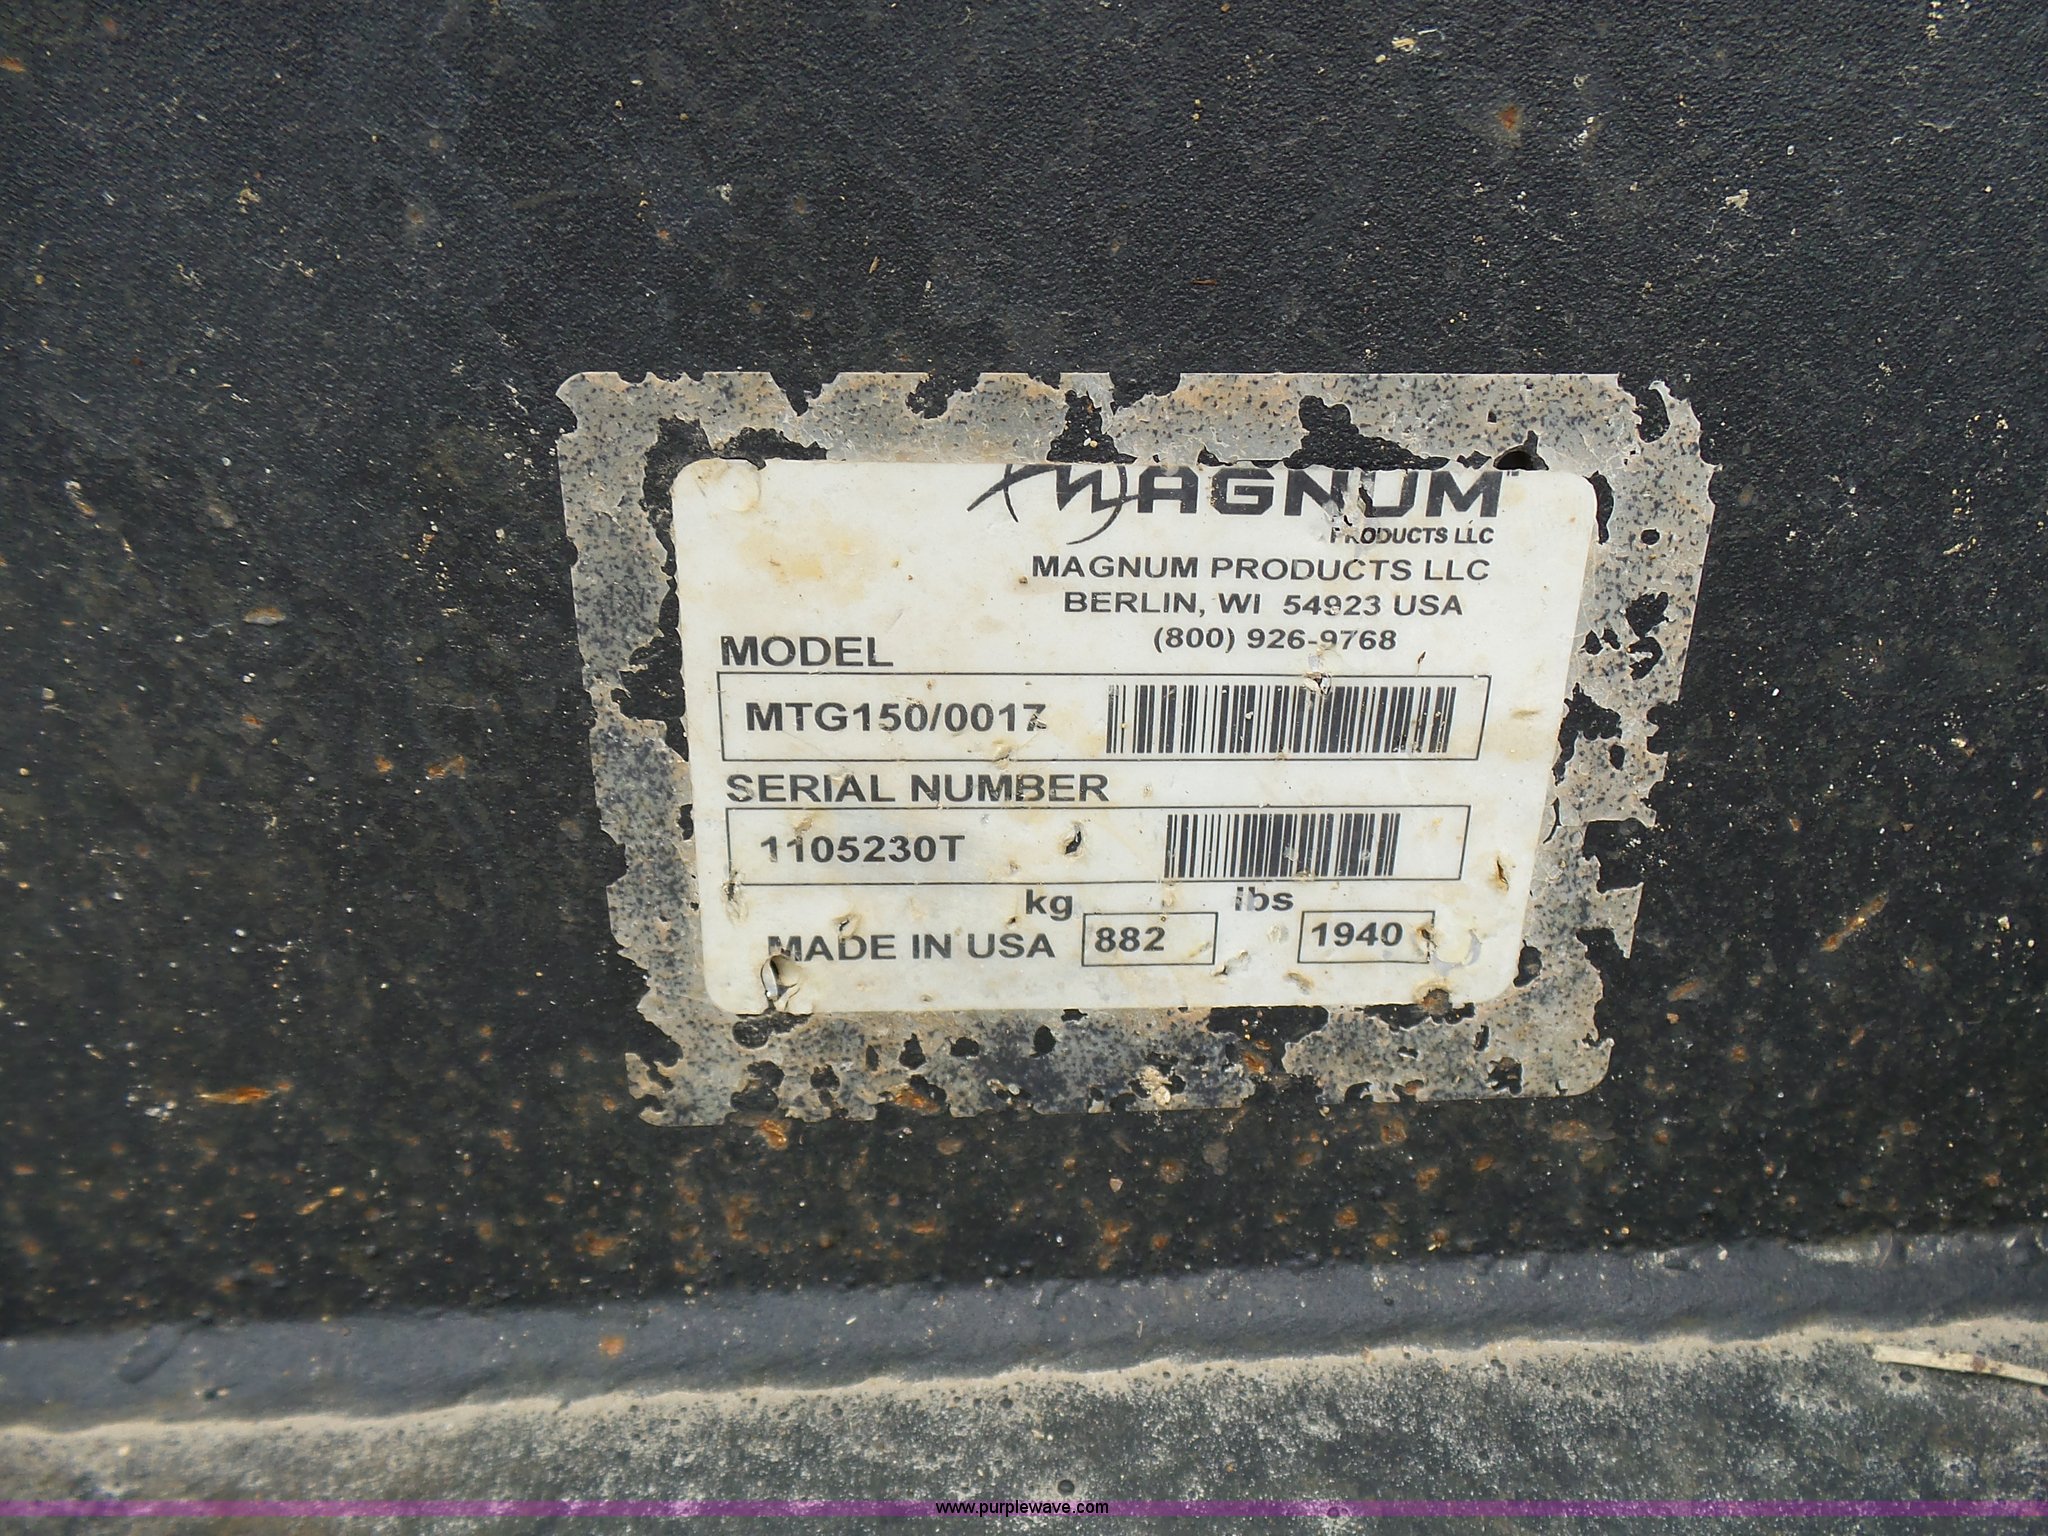 MAGNUM
PRODUCTS LLC
MAGNUM PRODUCTS LLC
BERLIN, WI 54923 USA
(800) 926-9768
MODEL
MTG150/0017
SERIAL NUMBER
1105230T
kg lbs
MADE IN USA 882 1940
www.purplewave.com